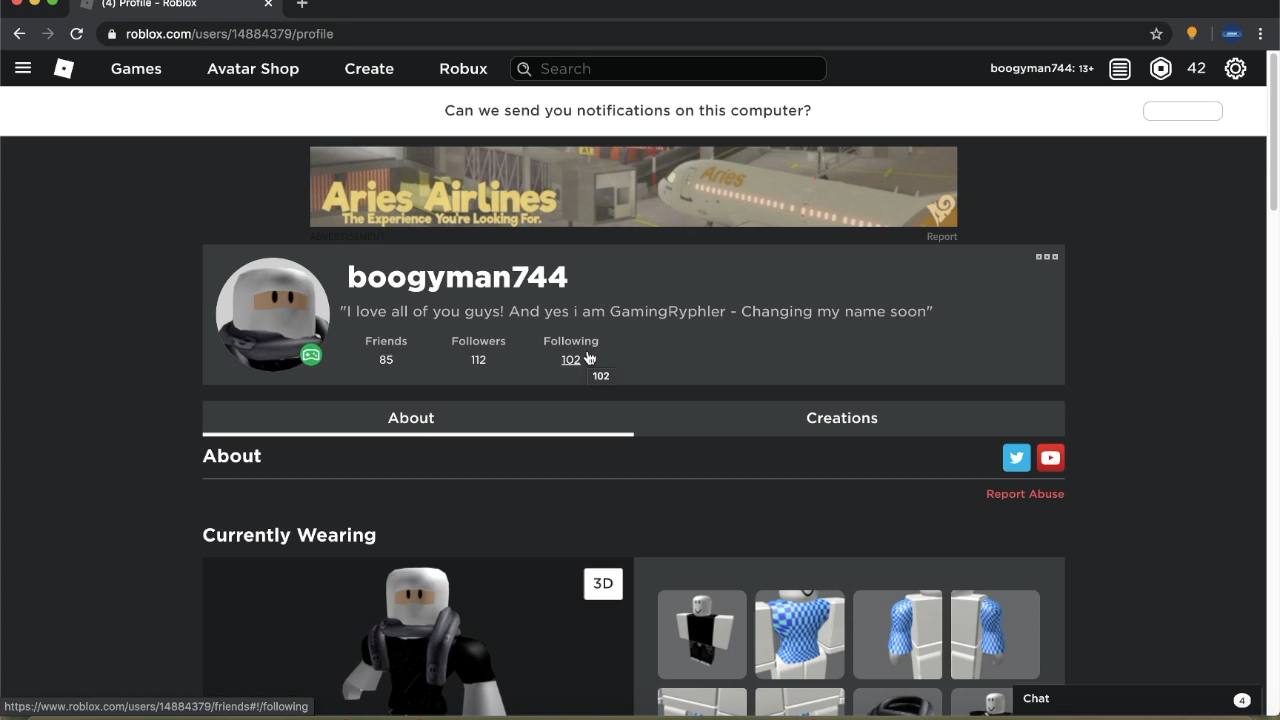 (4) Profile - Roblox
roblox.com/users/14884379/profile
Games Avatar Shop Create Robux Search boogyman744: 13+ 42
Can we send you notifications on this computer?
A1
Aries Airlines
The Experience You're Looking For.
Aries
ADVERTISEMENT Report
boogyman744
"I love all of you guys! And yes i am GamingRyphler - Changing my name soon"
Friends Followers Following
85 112 102
102
About Creations
About
Report Abuse
Currently Wearing
3D
Chat 4
https://www.roblox.com/users/14884379/friends#!/following